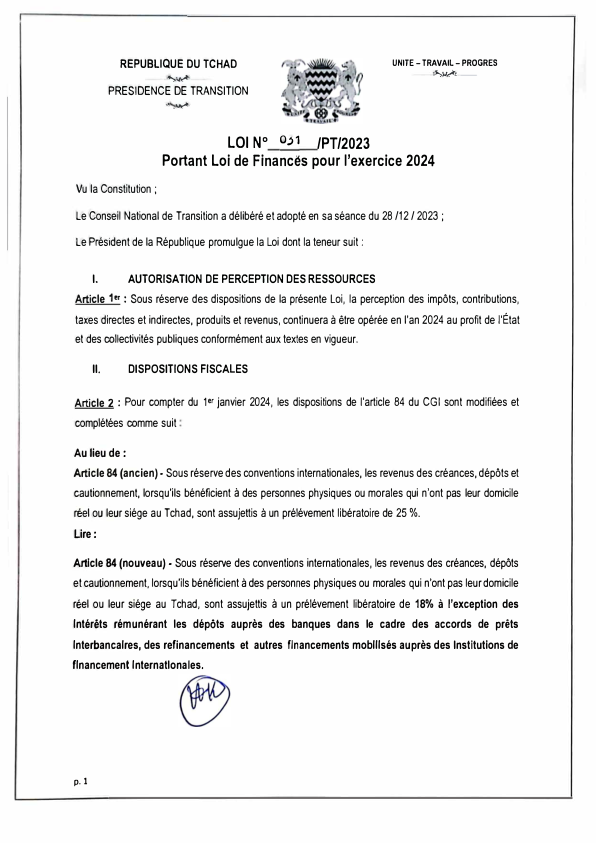 REPUBLIQUE DU TCHAD
PRESIDENCE DE TRANSITION
UNITE – TRAVAIL – PROGRES
LOI N° 031 /PT/2023
Portant Loi de Finances pour l'exercice 2024
Vu la Constitution ;
Le Conseil National de Transition a délibéré et adopté en sa séance du 28 /12 / 2023 ;
Le Président de la République promulgue la Loi dont la teneur suit :
I. AUTORISATION DE PERCEPTION DES RESSOURCES
Article 1er : Sous réserve des dispositions de la présente Loi, la perception des impôts, contributions,
taxes directes et indirectes, produits et revenus, continuera à être opérée en l'an 2024 au profit de l'État
et des collectivités publiques conformément aux textes en vigueur.
II. DISPOSITIONS FISCALES
Article 2 : Pour compter du 1er janvier 2024, les dispositions de l'article 84 du CGI sont modifiées et
complétées comme suit :
Au lieu de :
Article 84 (ancien) - Sous réserve des conventions internationales, les revenus des créances, dépôts et
cautionnement, lorsqu'ils bénéficient à des personnes physiques ou morales qui n'ont pas leur domicile
réel ou leur siége au Tchad, sont assujettis à un prélévement libératoire de 25 %.
Lire :
Article 84 (nouveau) - Sous réserve des conventions internationales, les revenus des créances, dépôts
et cautionnement, lorsqu'ils bénéficient à des personnes physiques ou morales qui n'ont pas leur domicile
réel ou leur siége au Tchad, sont assujettis à un prélévement libératoire de 18% à l'exception des
Intérêts rémunérant les dépôts auprès des banques dans le cadre des accords de prêts
Interbancaires, des refinancements et autres financements mobilisés auprès des Institutions de
financement Internationales.
p. 1